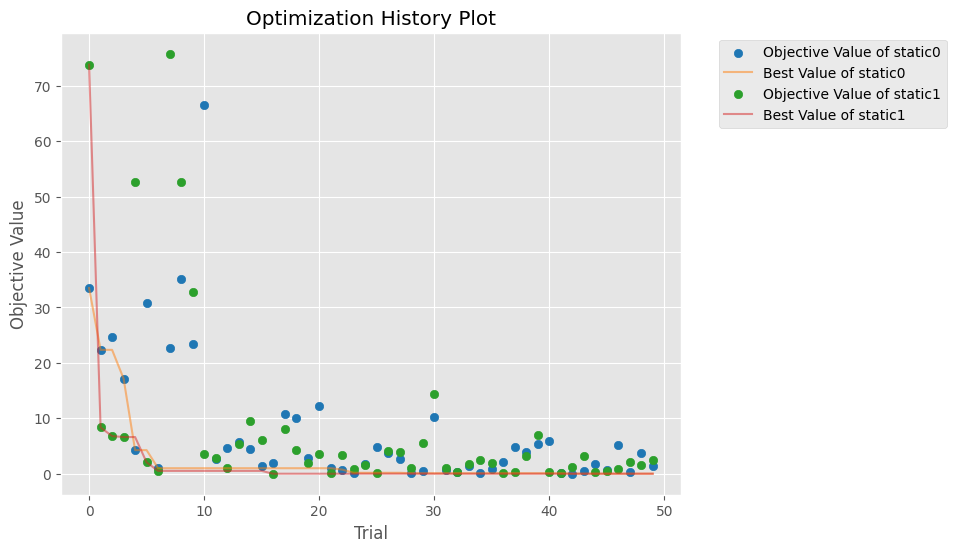 Optimization History Plot
Objective Value of static0
Best Value of static0
Objective Value of static1
Best Value of static1
Objective Value
70
60
50
40
30
20
10
0
0 10 20 30 40 50
Trial